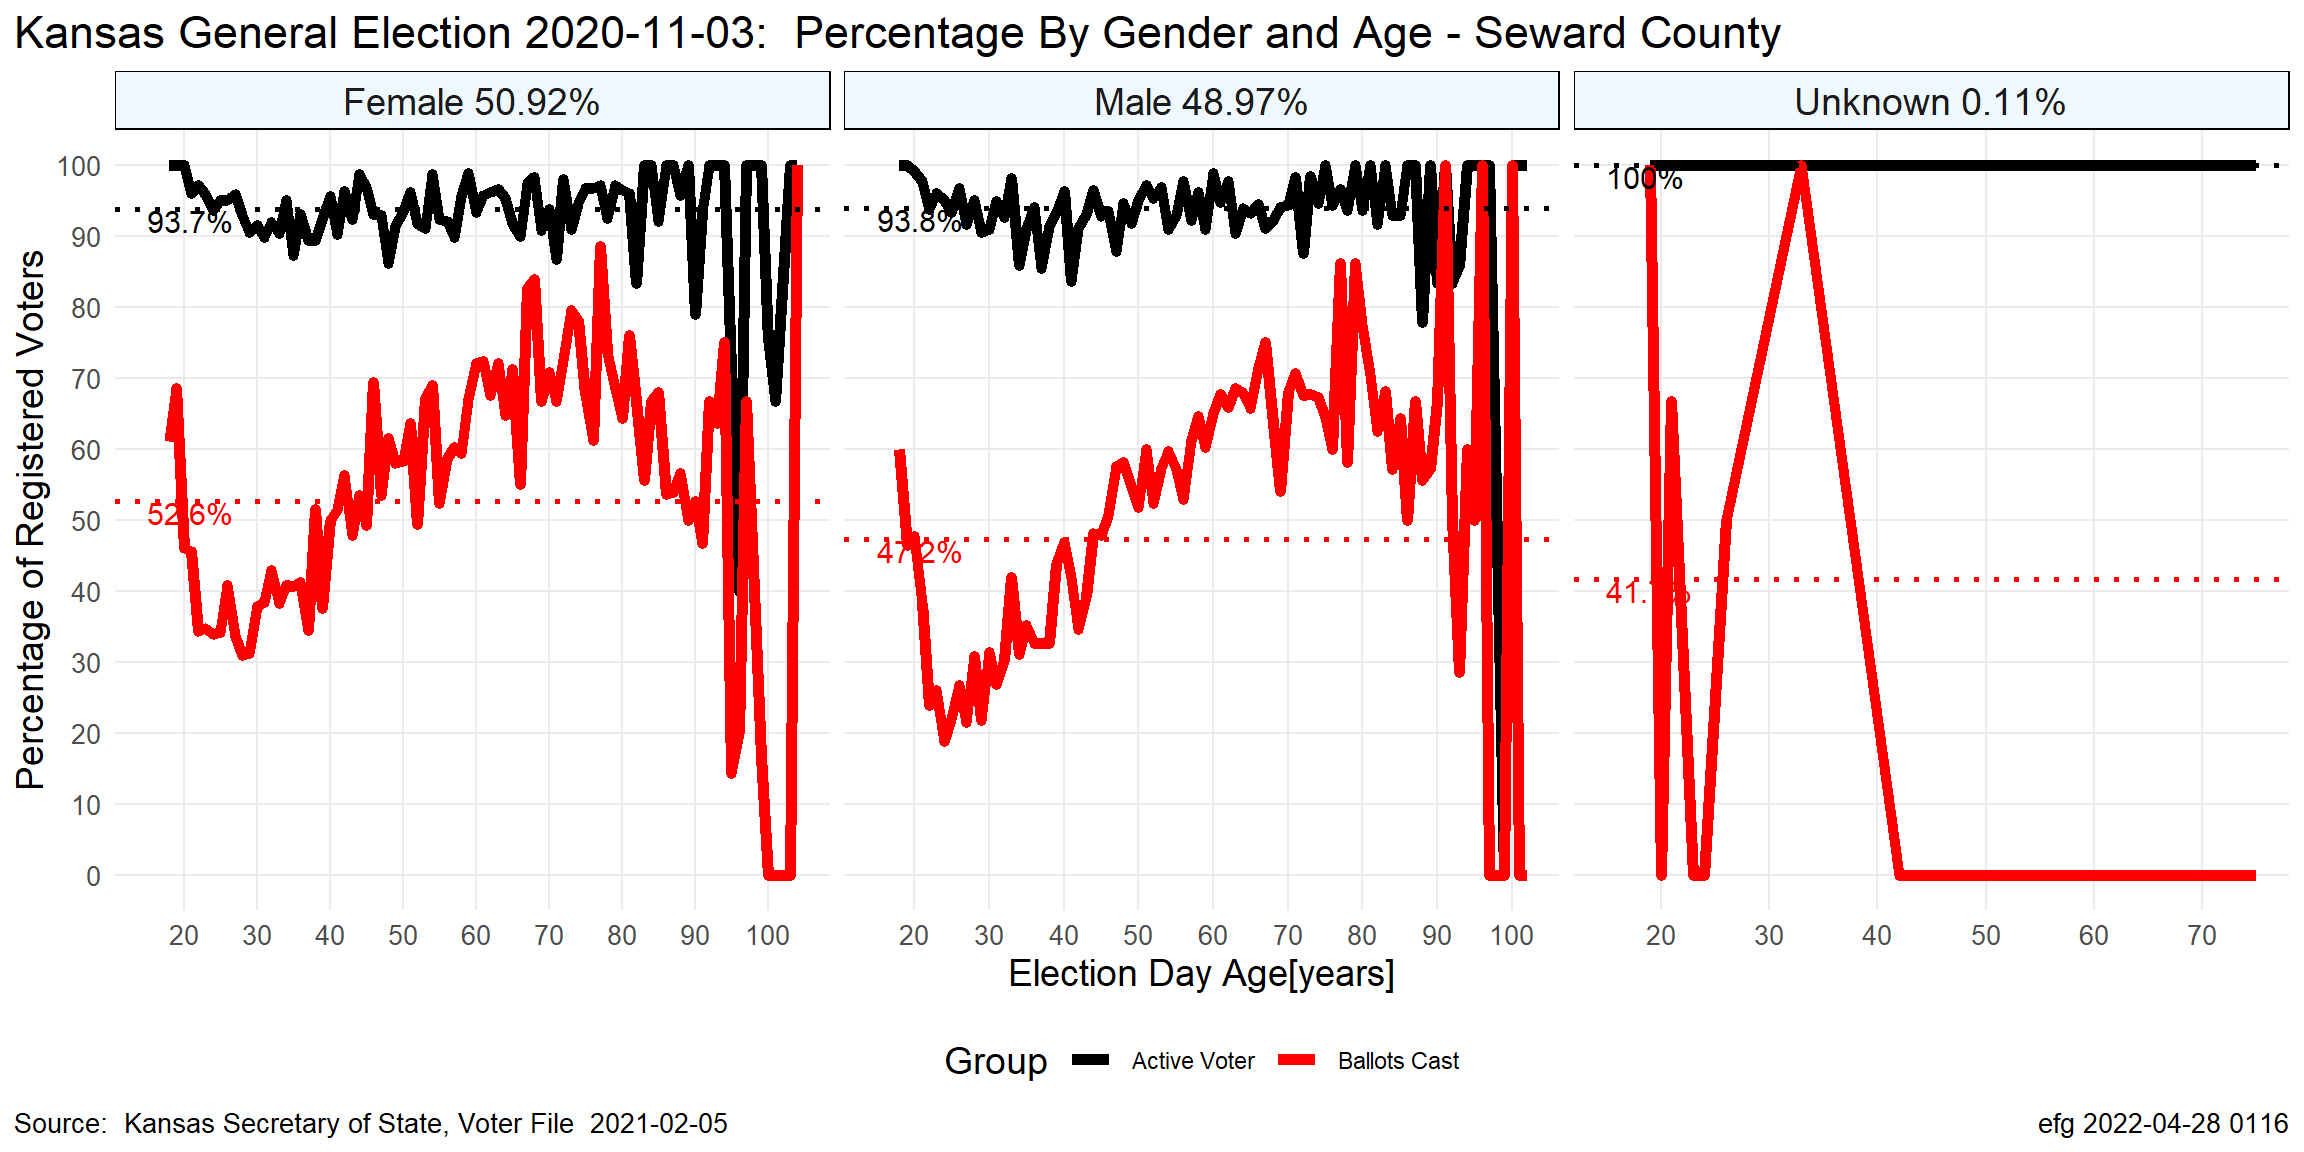 Kansas General Election 2020-11-03:  Percentage By Gender and Age - Seward County
Female 50.92%
Male 48.97%
Unknown 0.11%
Percentage of Registered Voters
100
90
80
70
60
50
40
30
20
10
0
93.7%
52.6%
93.8%
47.2%
100%
41.7%
20 30 40 50 60 70 80 90 100
20 30 40 50 60 70 80 90 100
20 30 40 50 60 70
Election Day Age[years]
Group Active Voter Ballots Cast
Source:  Kansas Secretary of State, Voter File  2021-02-05
efg 2022-04-28 0116